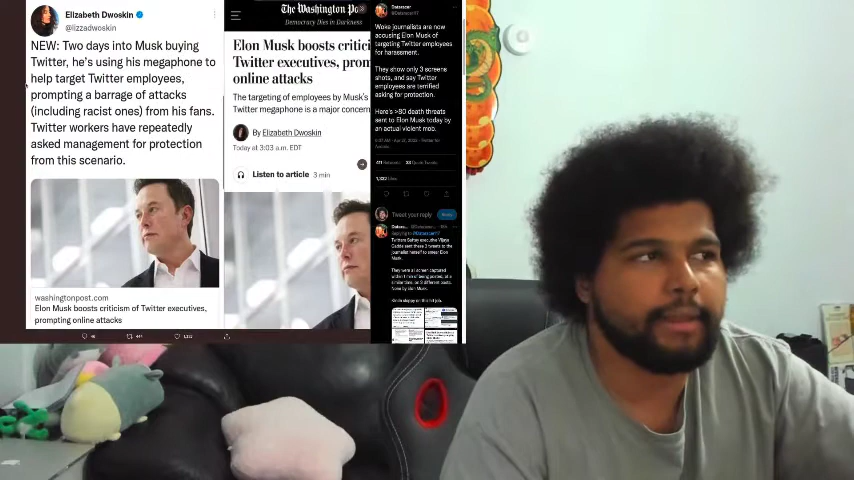 Elizabeth Dwoskin
@lizzadwoskin
NEW: Two days into Musk buying
Twitter, he's using his megaphone to
help target Twitter employees,
prompting a barrage of attacks
(including racist ones) from his fans.
Twitter workers have repeatedly
asked management for protection
from this scenario.
washingtonpost.com
Elon Musk boosts criticism of Twitter executives,
prompting online attacks
The Washington Po
Democracy Dies in Darkness
Elon Musk boosts critici
Twitter executives, prom
online attacks
The targeting of employees by Musk's
Twitter megaphone is a major concern
By Elizabeth Dwoskin
Today at 3:03 a.m. EDT
Listen to article 3 min
Woke journalists are now
accusing Elon Musk of
targeting Twitter employees
for harassment.
They show only 3 screens
shots, and say Twitter
employees are terrified
asking for protection.
Here's >80 death threats
sent to Elon Musk today by
an actual violent mob.
Tweet your reply
Reply